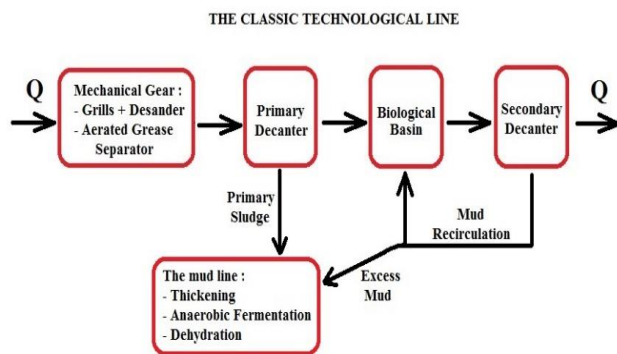 THE CLASSIC TECHNOLOGICAL LINE
Q
Mechanical Gear :
- Grills + Desander
- Aerated Grease
Separator
Primary
Decanter
Biological
Basin
Secondary
Decanter
Q
Primary
Sludge
Mud
Recirculation
Excess
Mud
The mud line :
- Thickening
- Anaerobic Fermentation
- Dehydration